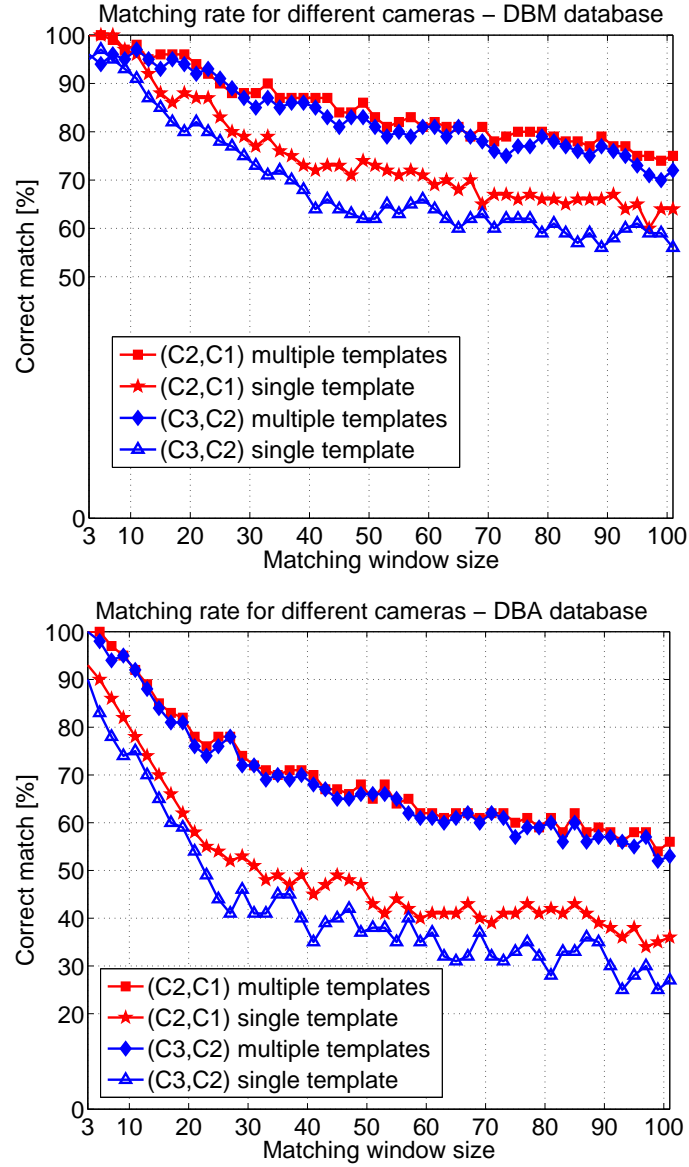 Matching rate for different cameras − DBM database
100
90
80
70
60
50
0
Correct match [%]
(C2,C1) multiple templates
(C2,C1) single template
(C3,C2) multiple templates
(C3,C2) single template
3 10 20 30 40 50 60 70 80 90 100
Matching window size
Matching rate for different cameras − DBA database
100
90
80
70
60
50
40
30
20
0
Correct match [%]
(C2,C1) multiple templates
(C2,C1) single template
(C3,C2) multiple templates
(C3,C2) single template
3 10 20 30 40 50 60 70 80 90 100
Matching window size